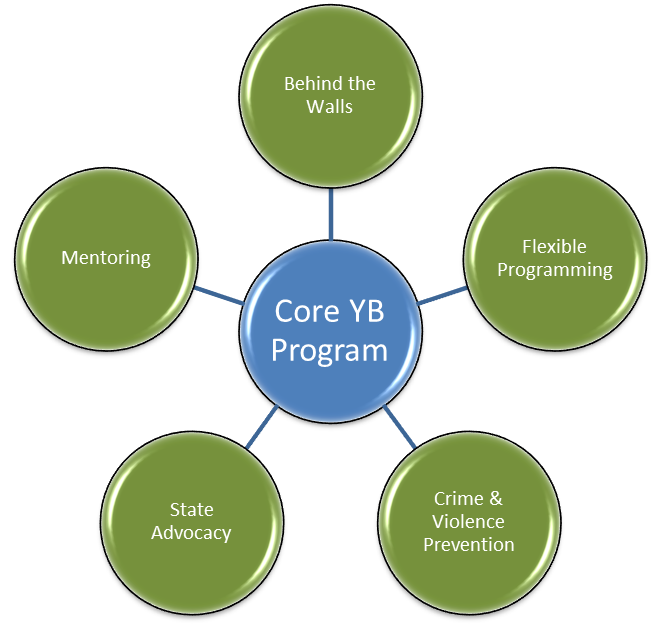 Behind the
Walls
Mentoring
Flexible
Programming
Core YB
Program
State
Advocacy
Crime &
Violence
Prevention